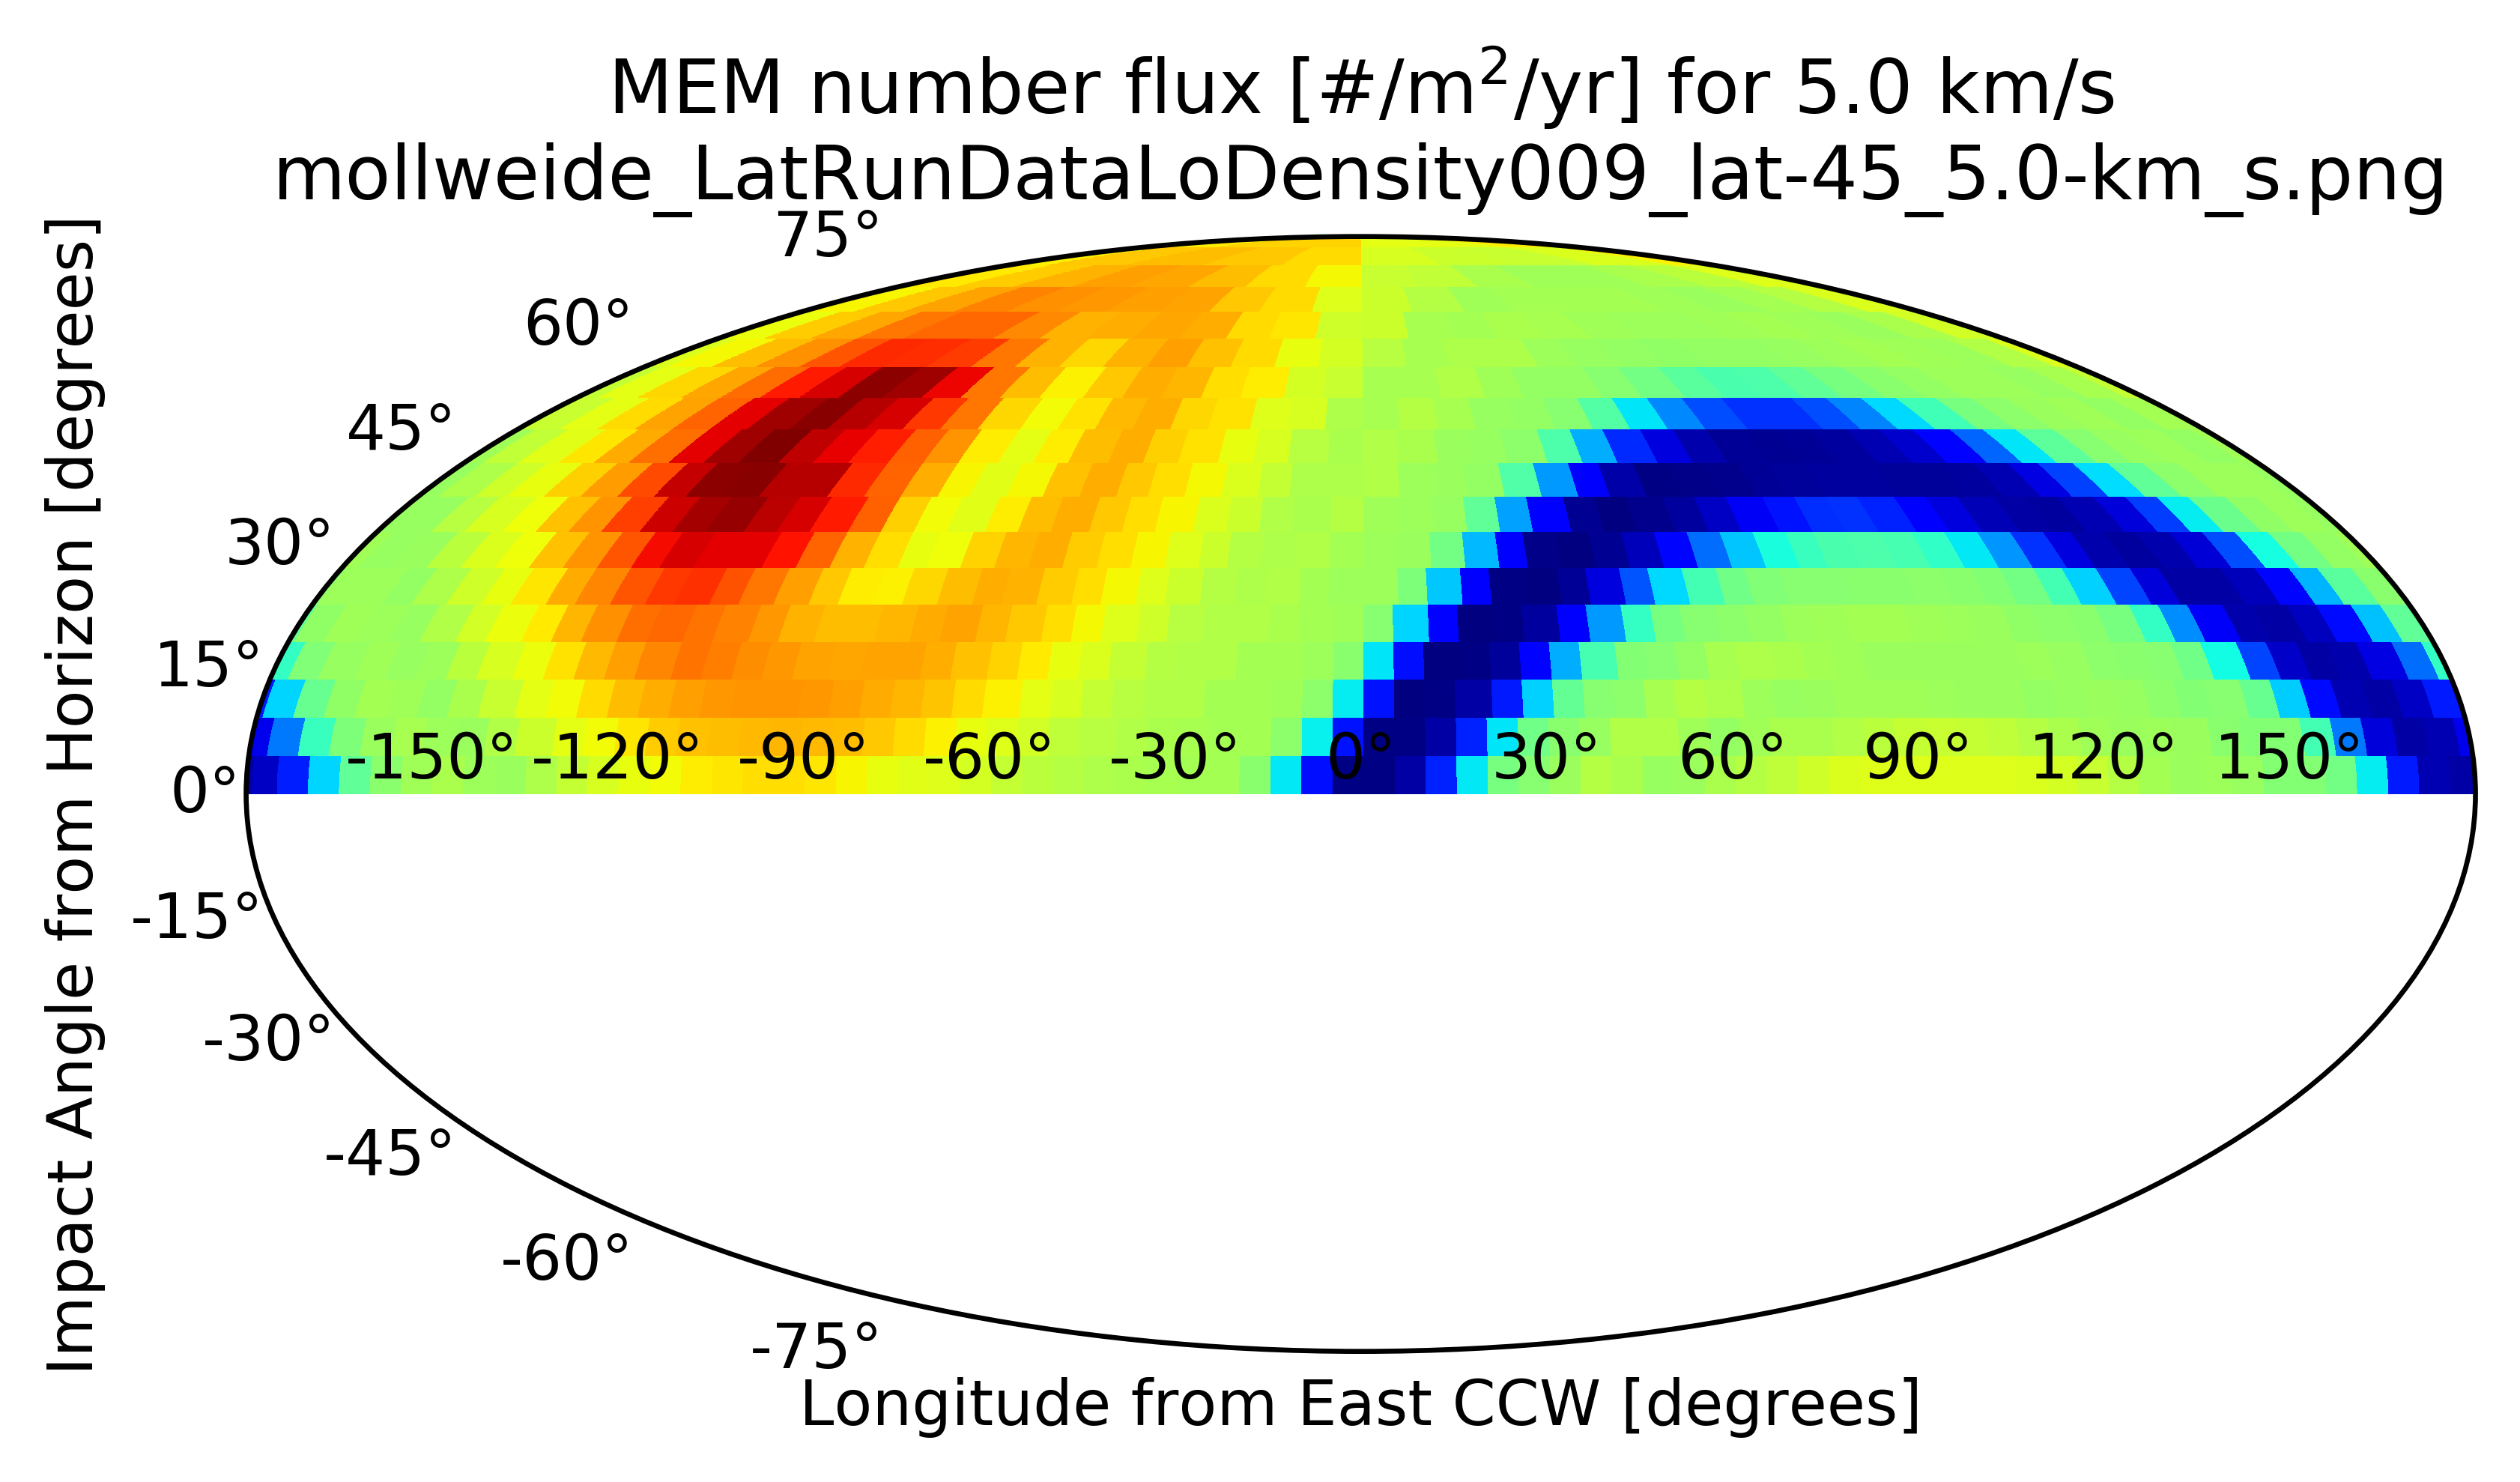 MEM number flux [#/m²/yr] for 5.0 km/s
mollweide_LatRunDataLoDensity009_lat-45_5.0-km_s.png
Impact Angle from Horizon [degrees]
75°
60°
45°
30°
15°
0°
-150° -120° -90° -60° -30° 0° 30° 60° 90° 120° 150°
-15°
-30°
-45°
-60°
-75°
Longitude from East CCW [degrees]